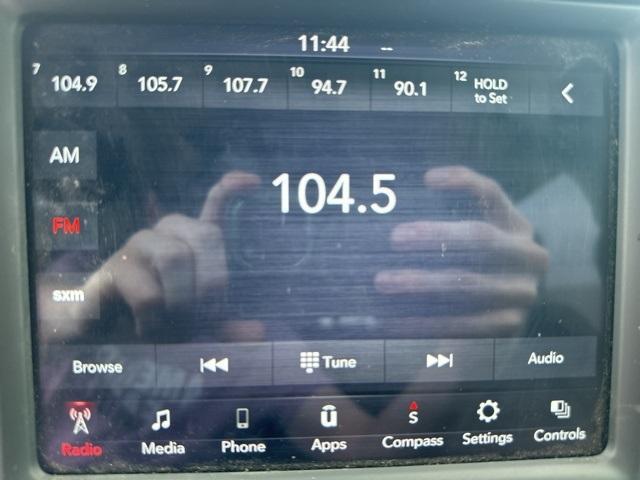 11:44 --
7 104.9 8 105.7 9 107.7 10 94.7 11 90.1 12 HOLD
to Set
AM
104.5
FM
sxm
Browse Tune Audio
S
Radio Media Phone Apps Compass Settings Controls